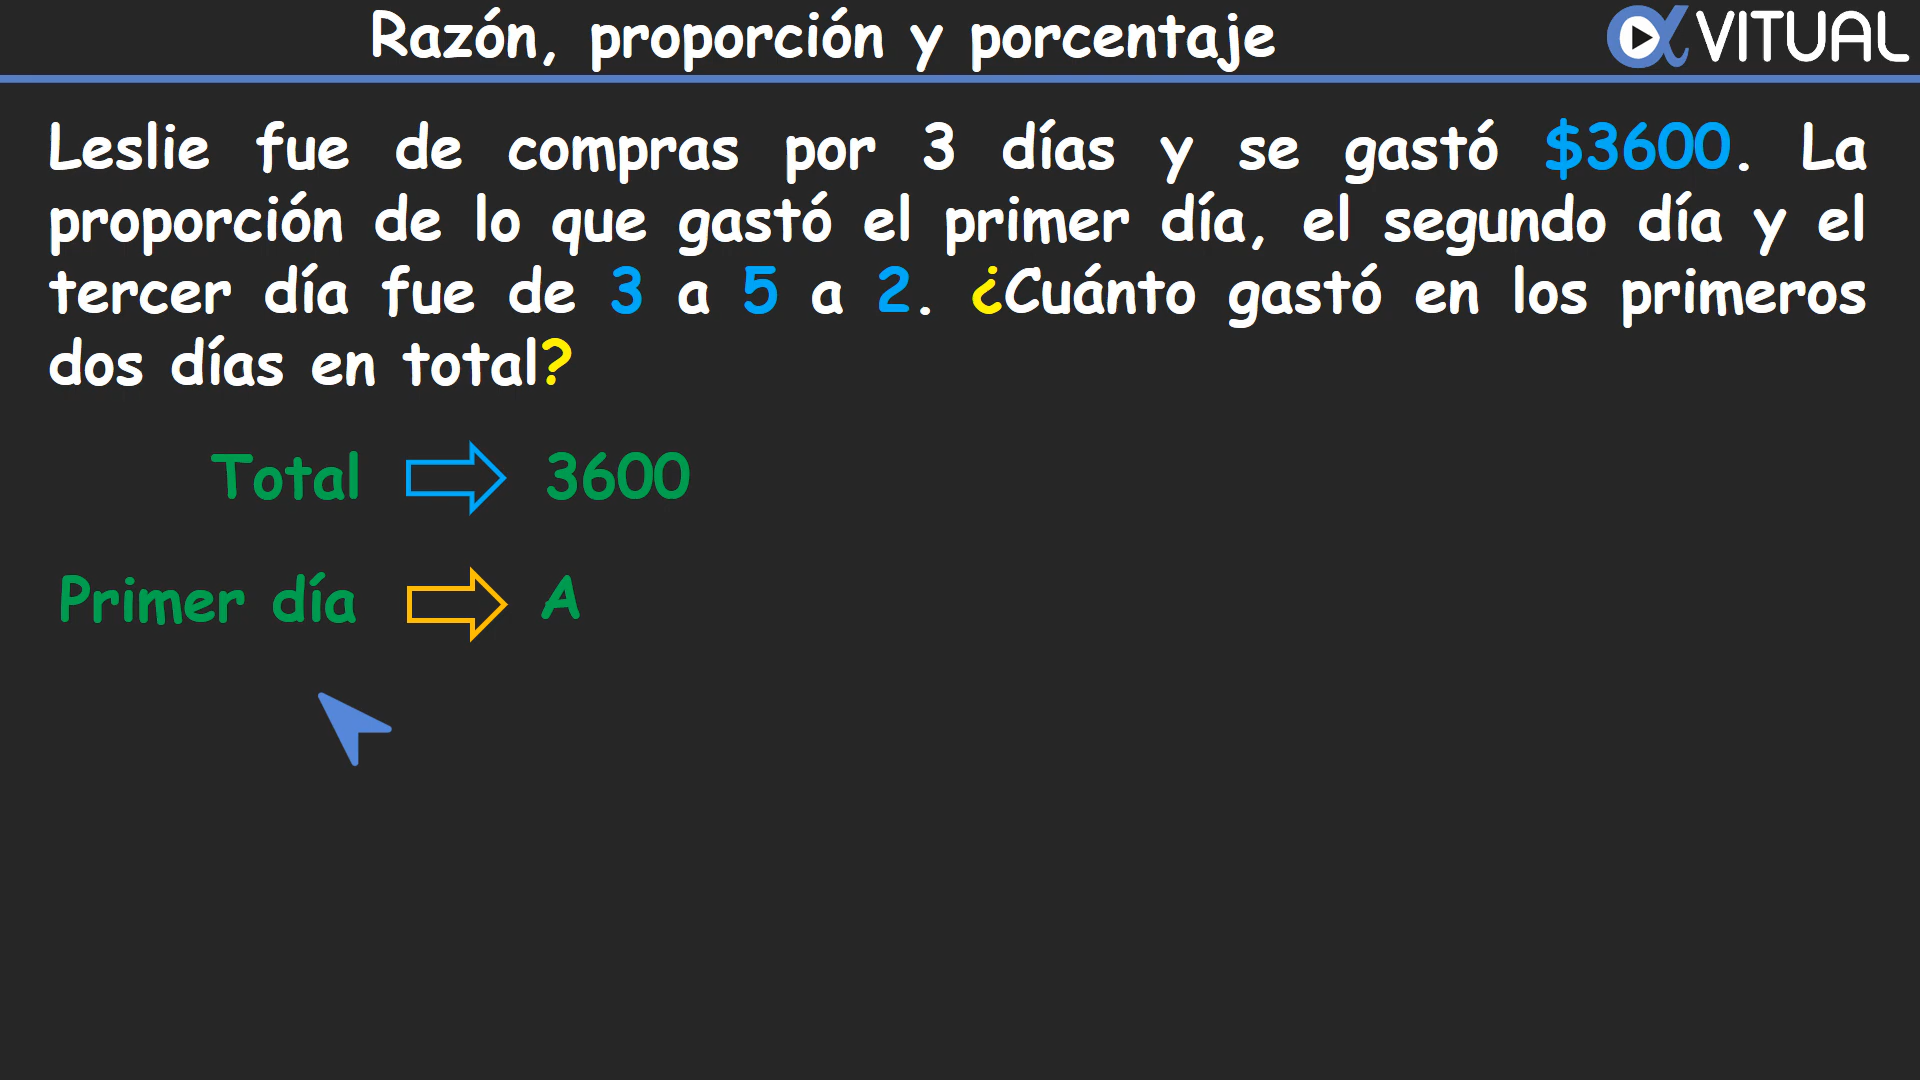 Razón, proporción y porcentaje
VITUAL
Leslie fue de compras por 3 días y se gastó $3600. La
proporción de lo que gastó el primer día, el segundo día y el
tercer día fue de 3 a 5 a 2. ¿Cuánto gastó en los primeros
dos días en total?
Total 3600
Primer día A